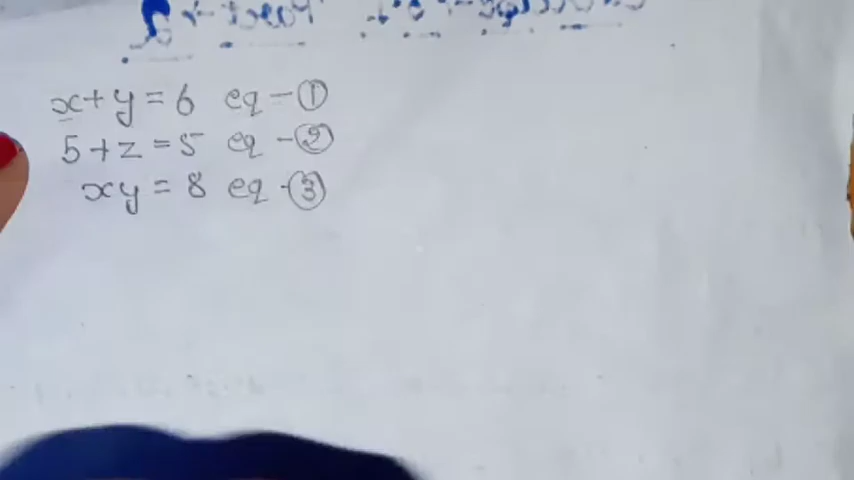 x+y=6 eq-①
5+z=5 eq-②
xy=8 eq-③